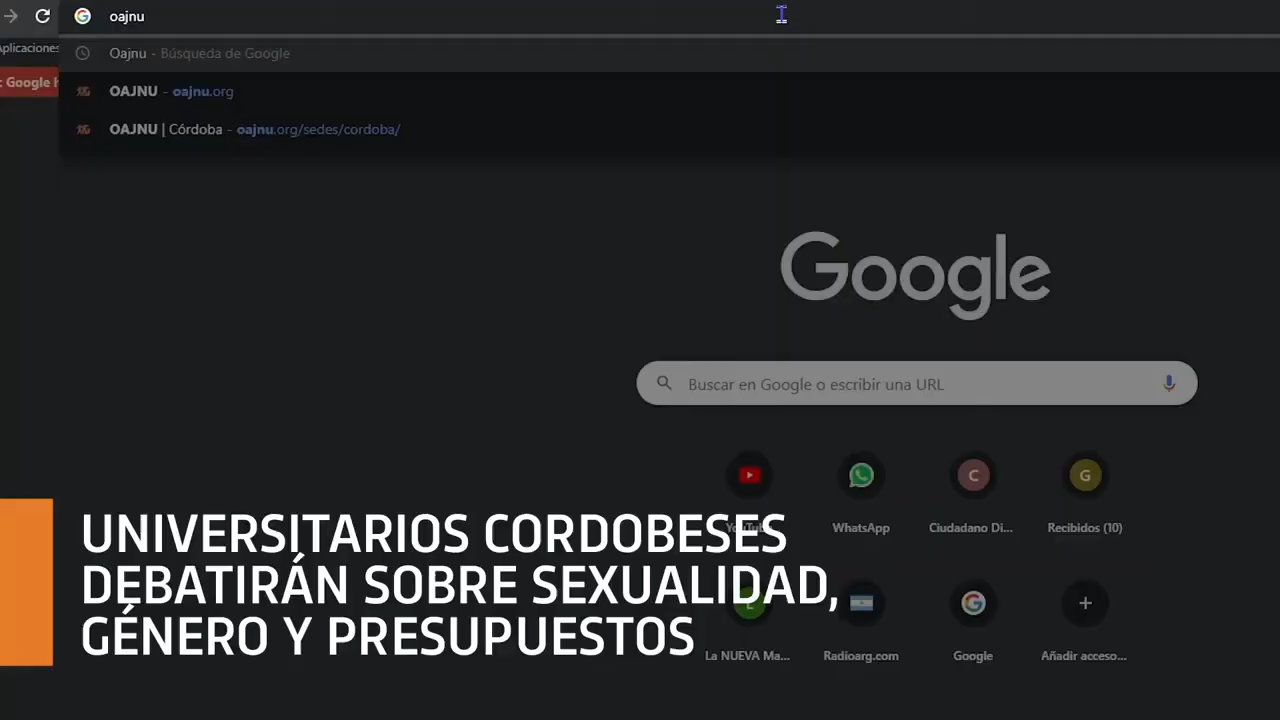 oajnu
Aplicaciones
Oajnu - Búsqueda de Google
: Google h
OAJNU - oajnu.org
OAJNU | Córdoba - oajnu.org/sedes/cordoba/
Google
Buscar en Google o escribir una URL
C
G
YouTube
WhatsApp
Ciudadano Di...
Recibidos (10)
UNIVERSITARIOS CORDOBESES
DEBATIRÁN SOBRE SEXUALIDAD,
GÉNERO Y PRESUPUESTOS
L
La NUEVA Ma...
Radioarg.com
Google
Añadir acceso...